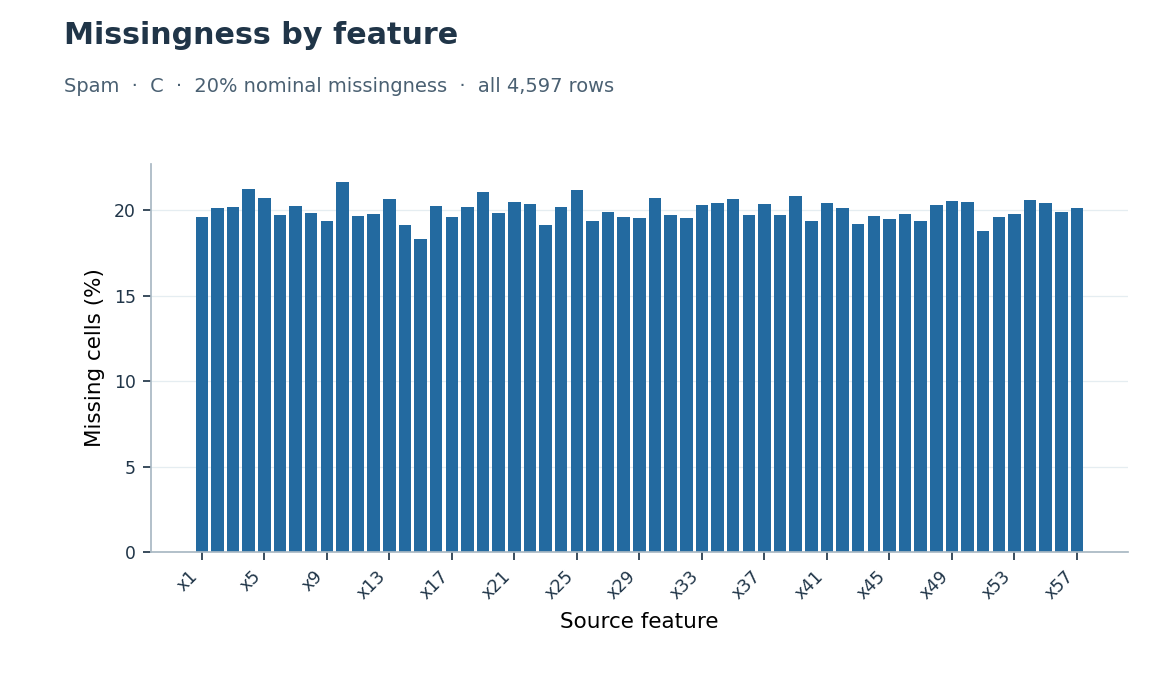 Missingness by feature
Spam · C · 20% nominal missingness · all 4,597 rows
20
15
10
5
0
Missing cells (%)
x1 x5 x9 x13 x17 x21 x25 x29 x33 x37 x41 x45 x49 x53 x57
Source feature